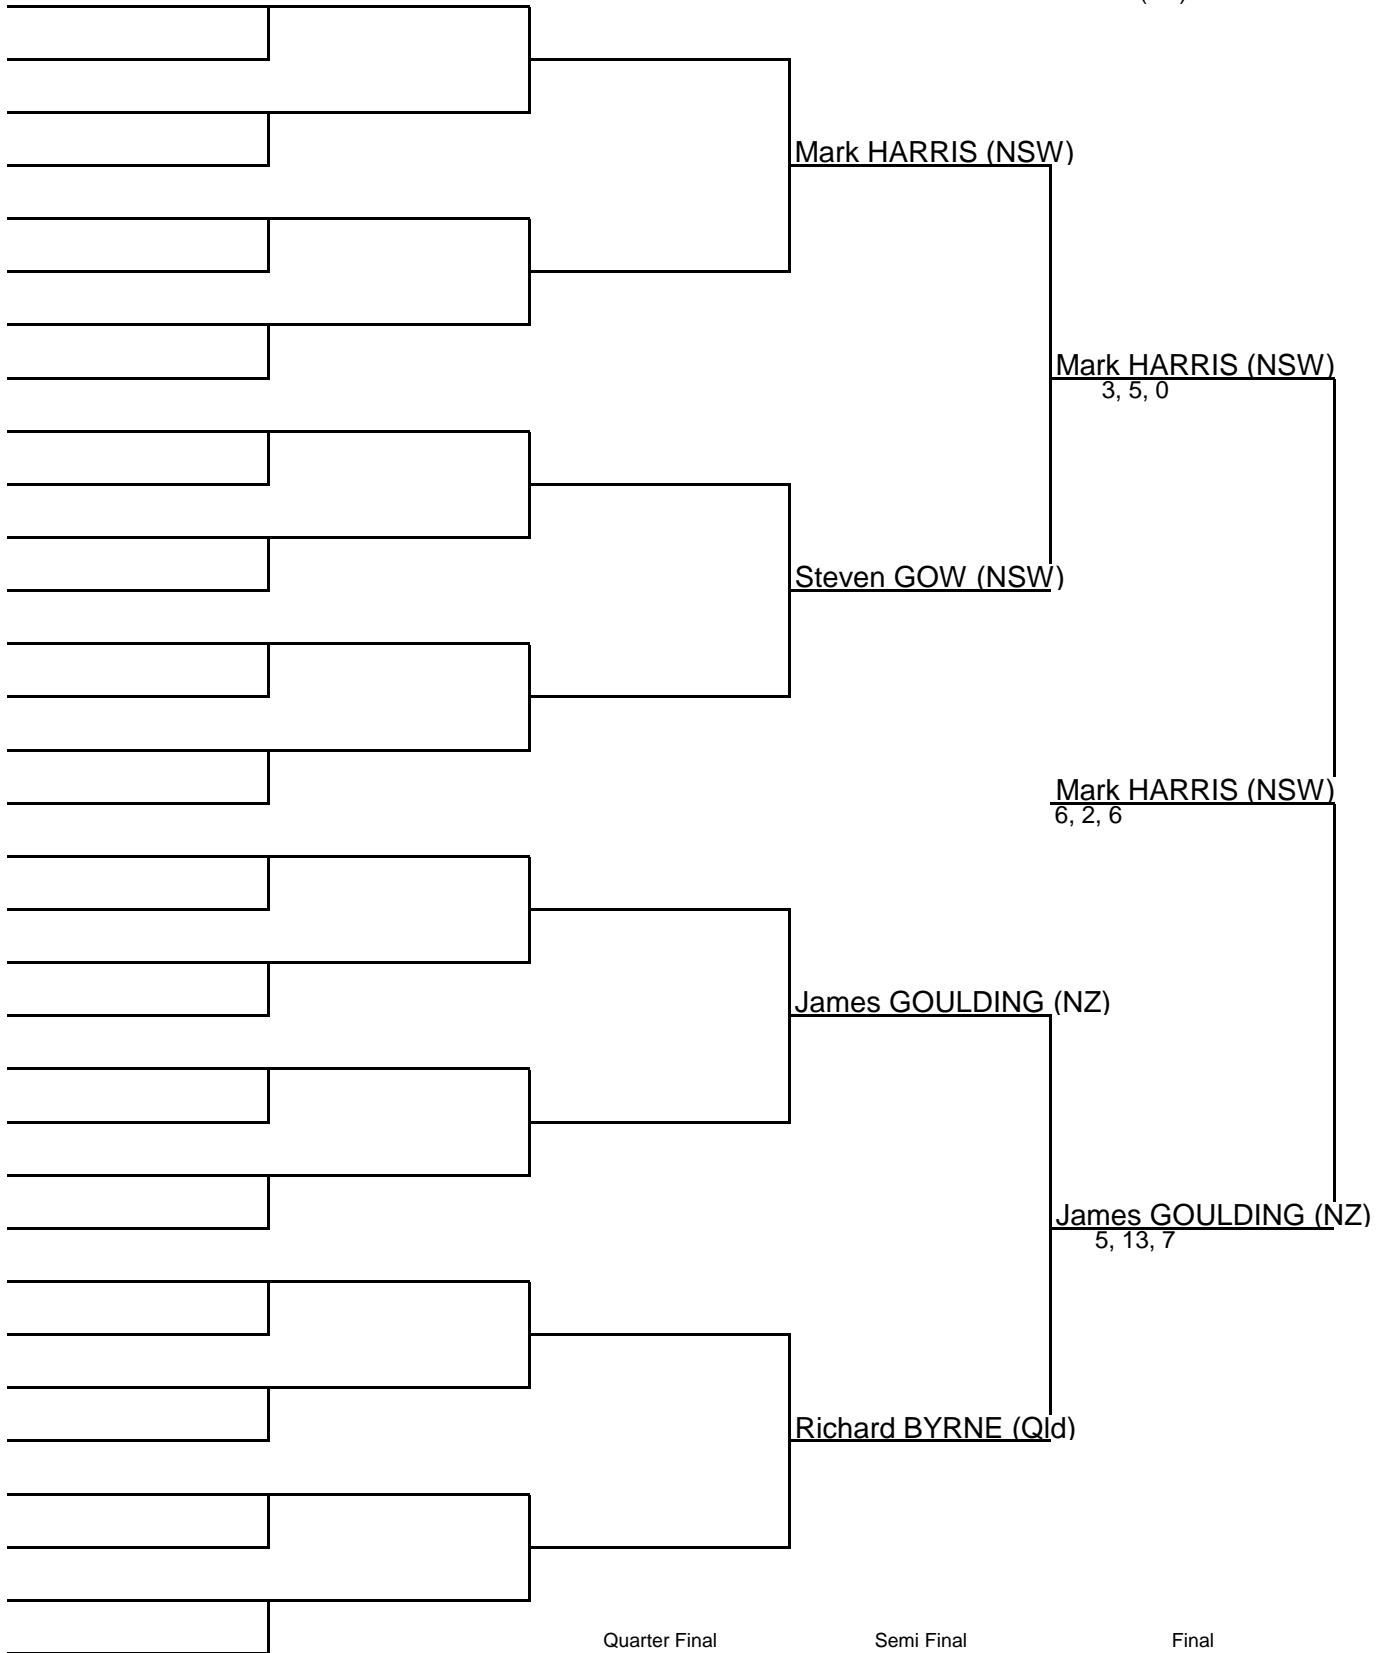 Mark HARRIS (NSW)
Mark HARRIS (NSW)
3, 5, 0
Steven GOW (NSW)
Mark HARRIS (NSW)
6, 2, 6
James GOULDING (NZ)
James GOULDING (NZ)
5, 13, 7
Richard BYRNE (Qld)
Quarter Final Semi Final Final